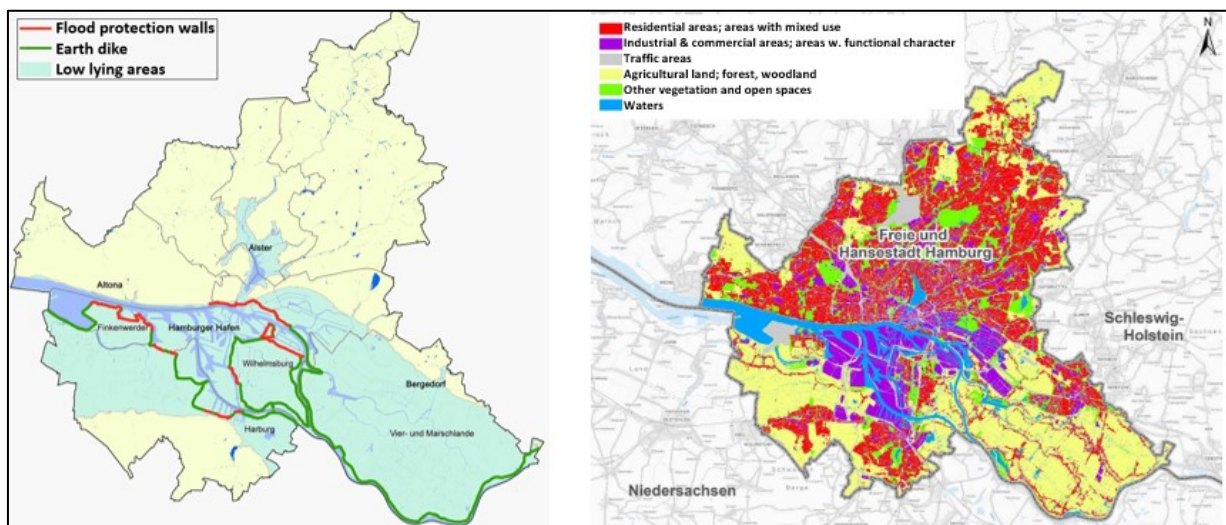 Flood protection walls
Earth dike
Low lying areas
Alster
Altona
Finkenwerder
Hamburger Hafen
Wilhelmsburg
Bergedorf
Harburg
Vier- und Marschlande
Residential areas; areas with mixed use
Industrial & commercial areas; areas w. functional character
Traffic areas
Agricultural land; forest, woodland
Other vegetation and open spaces
Waters
N
Freie und
Hansestadt Hamburg
Schleswig-
Holstein
Niedersachsen